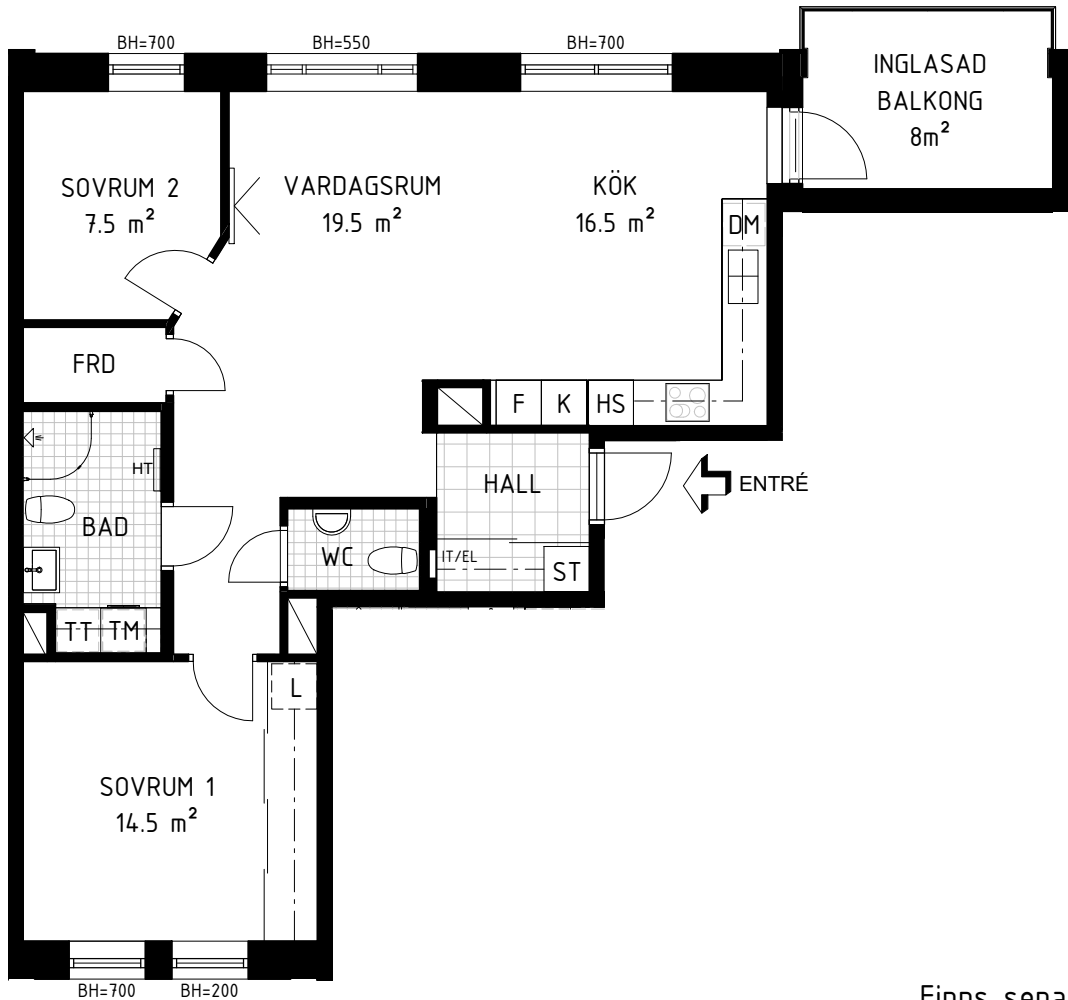 BH=700
BH=550
BH=700
INGLASAD
BALKONG
8m²
SOVRUM 2
7.5 m²
VARDAGSRUM
19.5 m²
KÖK
16.5 m²
DM
FRD
F
K
HS
HT
BAD
HALL
ENTRÉ
WC
IT/EL
ST
TT
TM
L
SOVRUM 1
14.5 m²
BH=700
BH=200
Finns sepa